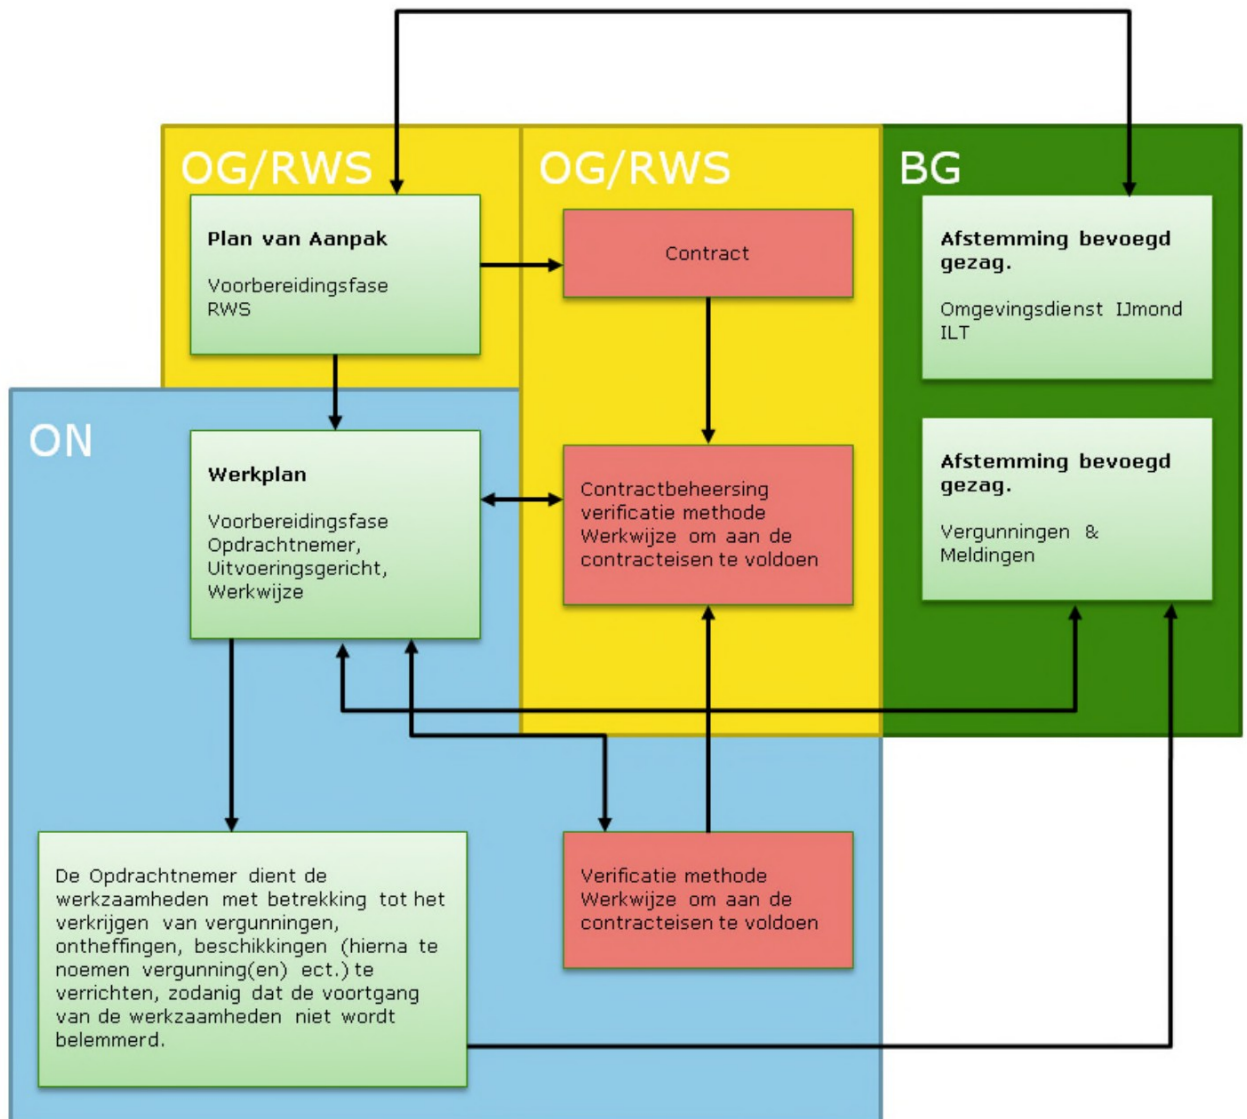 OG/RWS
Plan van Aanpak
Voorbereidingsfase
RWS
OG/RWS
Contract
BG
Afstemming bevoegd
gezag.
Omgevingsdienst IJmond
ILT
ON
Werkplan
Voorbereidingsfase
Opdrachtnemer,
Uitvoeringsgericht,
Werkwijze
Contractbeheersing
verificatie methode
Werkwijze om aan de
contracteisen te voldoen
Afstemming bevoegd
gezag.
Vergunningen &
Meldingen
De Opdrachtnemer dient de
werkzaamheden met betrekking tot het
verkrijgen van vergunningen,
ontheffingen, beschikkingen (hierna te
noemen vergunning(en) ect.) te
verrichten, zodanig dat de voortgang
van de werkzaamheden niet wordt
belemmerd.
Verificatie methode
Werkwijze om aan de
contracteisen te voldoen